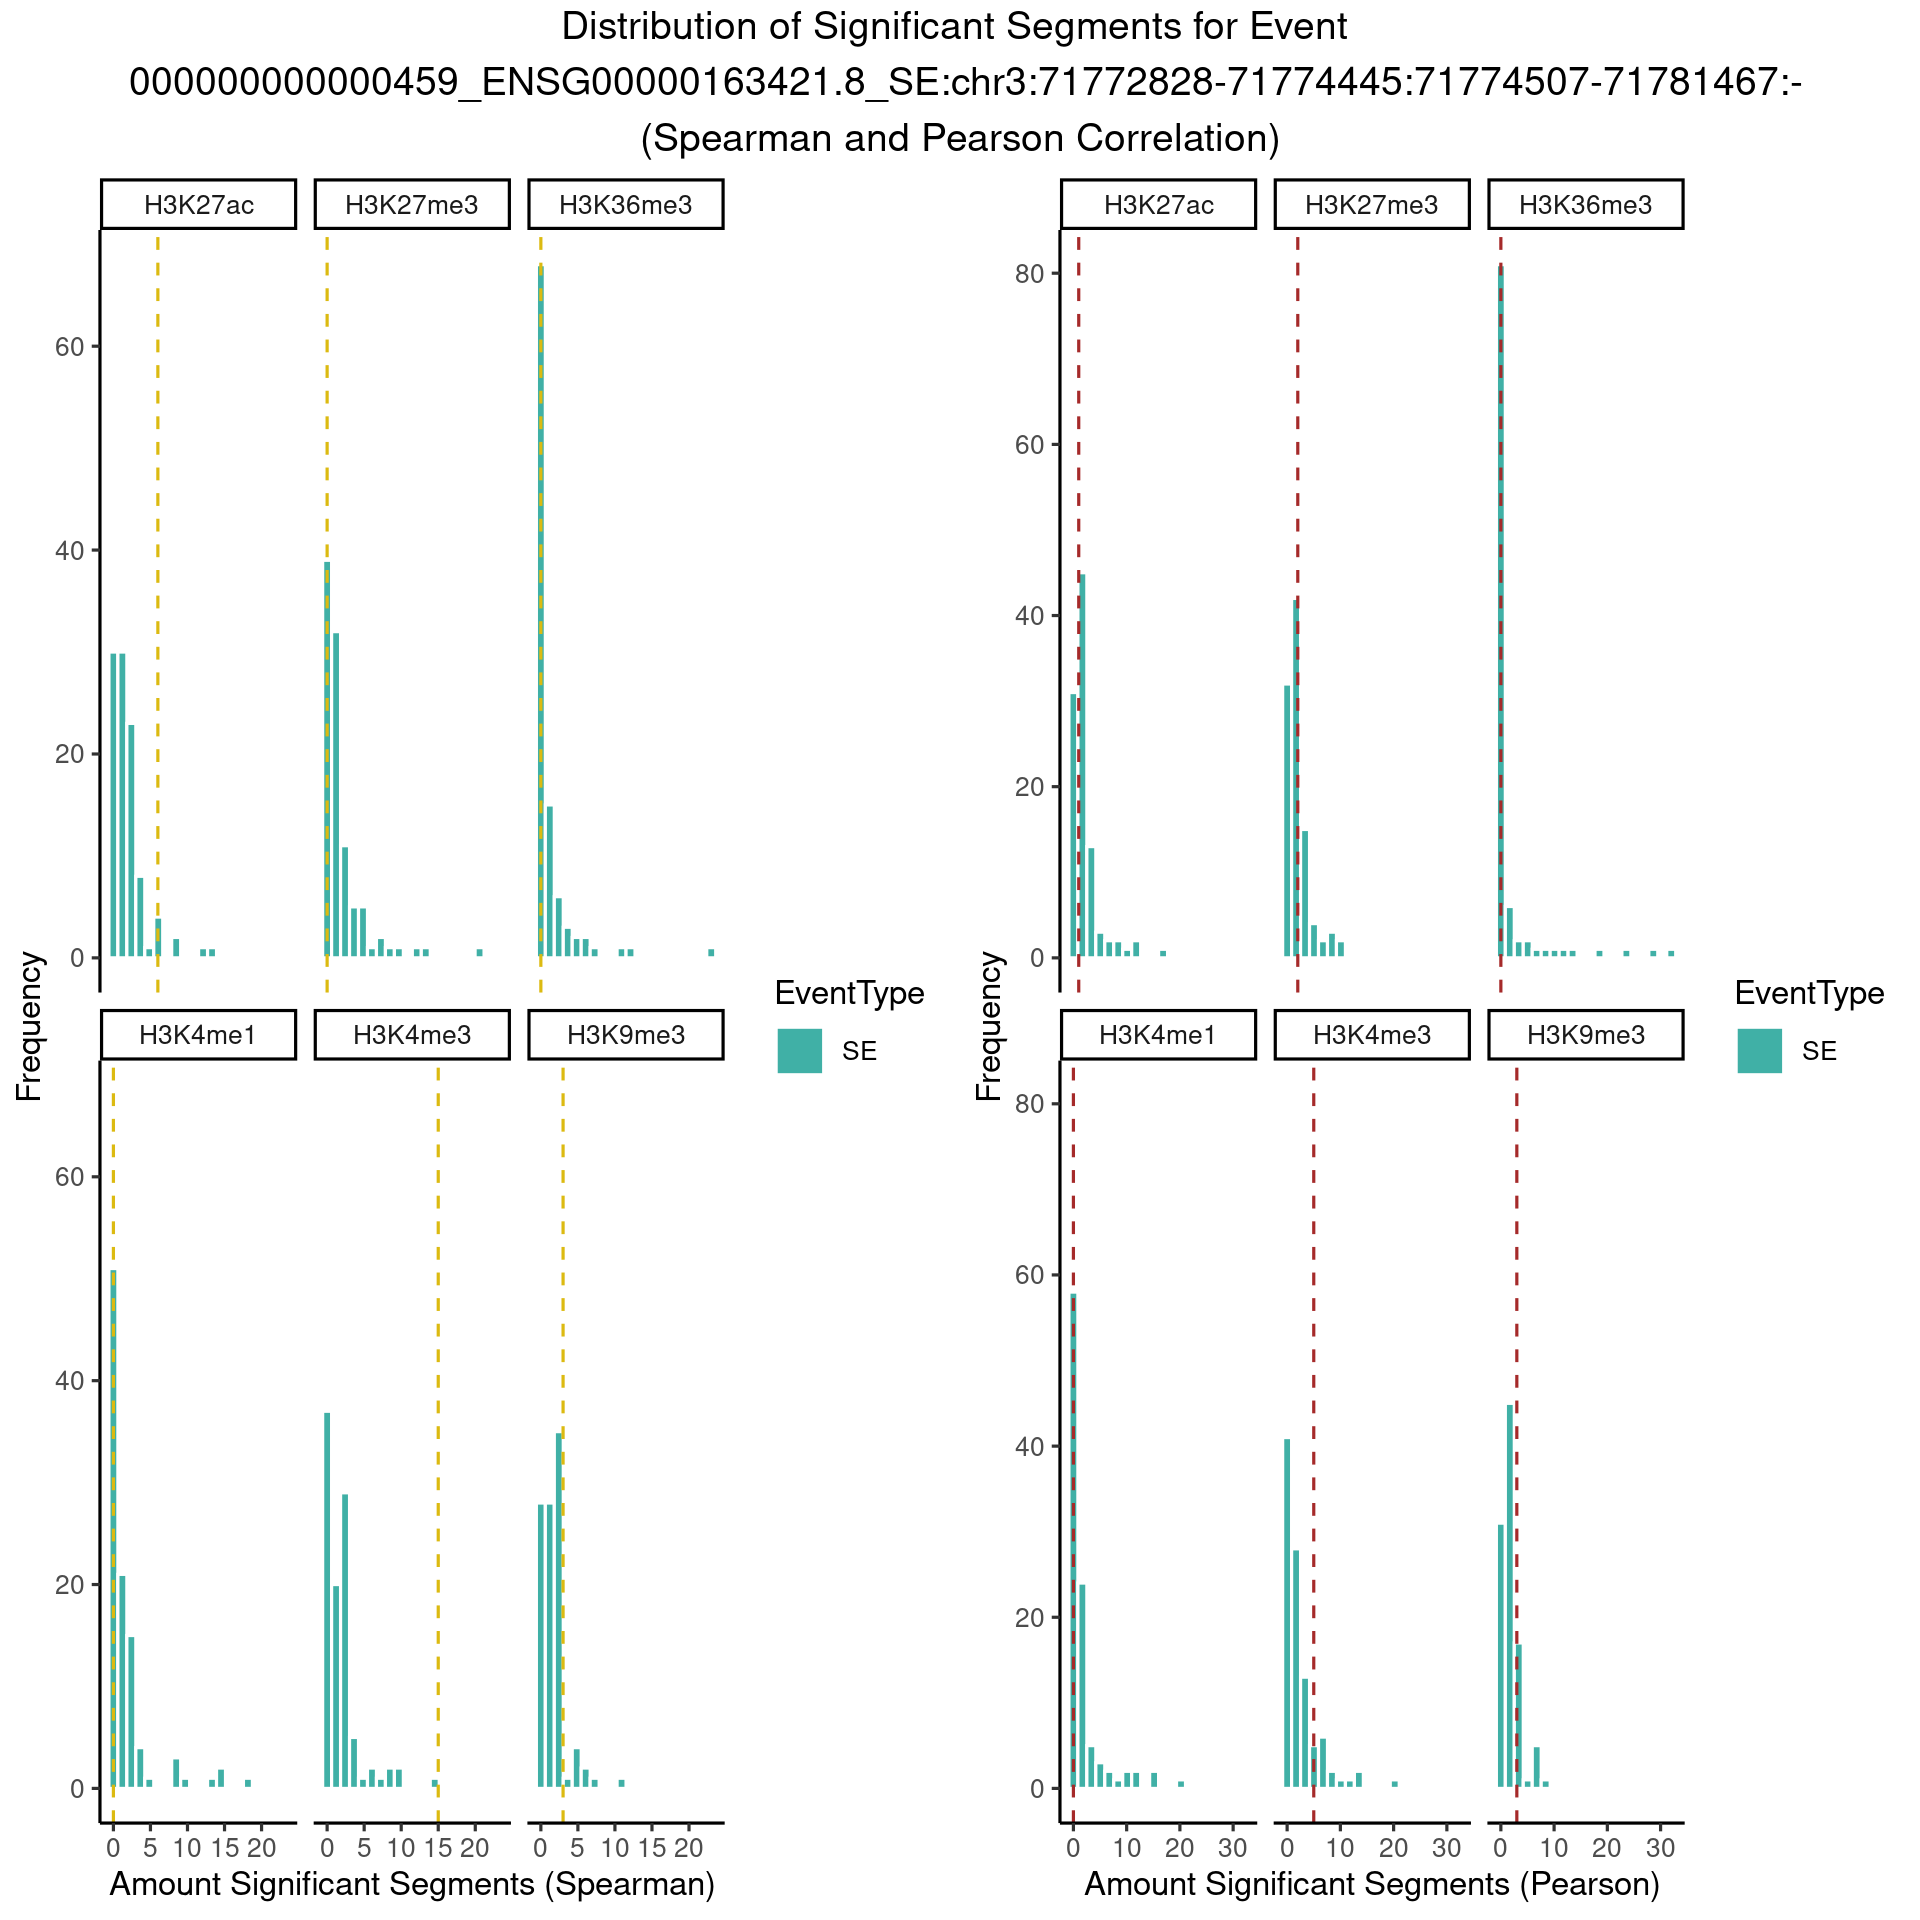 Distribution of Significant Segments for Event
000000000000459_ENSG00000163421.8_SE:chr3:71772828-71774445:71774507-71781467:-
(Spearman and Pearson Correlation)
H3K27ac H3K27me3 H3K36me3
60
40
20
0
H3K4me1 H3K4me3 H3K9me3
60
40
20
0
0 5 10 15 20 0 5 10 15 20 0 5 10 15 20
Frequency
Amount Significant Segments (Spearman)
EventType
SE
H3K27ac H3K27me3 H3K36me3
80
60
40
20
0
H3K4me1 H3K4me3 H3K9me3
80
60
40
20
0
0 10 20 30 0 10 20 30 0 10 20 30
Frequency
Amount Significant Segments (Pearson)
EventType
SE